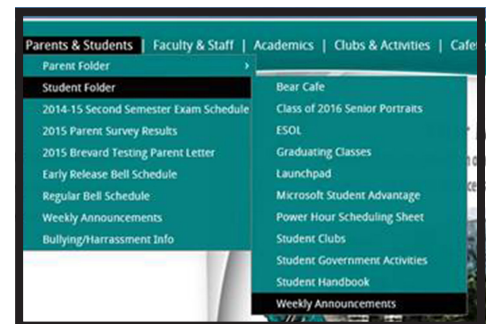 Parents & Students | Faculty & Staff | Academics | Clubs & Activities |
Parent Folder ›
Student Folder
2014-15 Second Semester Exam Schedule
2015 Parent Survey Results
2015 Brevard Testing Parent Letter
Early Release Bell Schedule
Regular Bell Schedule
Weekly Announcements
Bullying/Harrassment Info
Bear Cafe
Class of 2016 Senior Portraits
ESOL
Graduating Classes
Launchpad
Microsoft Student Advantage
Power Hour Scheduling Sheet
Student Clubs
Student Government Activities
Student Handbook
Weekly Announcements